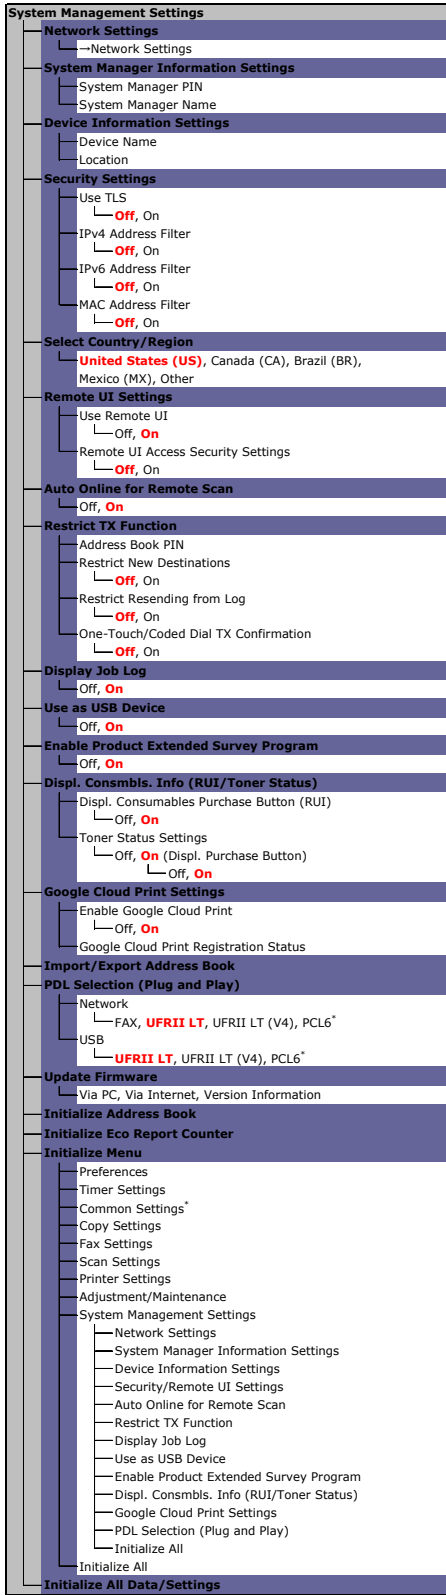 System Management Settings
Network Settings
→Network Settings
System Manager Information Settings
System Manager PIN
System Manager Name
Device Information Settings
Device Name
Location
Security Settings
Use TLS
Off, On
IPv4 Address Filter
Off, On
IPv6 Address Filter
Off, On
MAC Address Filter
Off, On
Select Country/Region
United States (US), Canada (CA), Brazil (BR),
Mexico (MX), Other
Remote UI Settings
Use Remote UI
Off, On
Remote UI Access Security Settings
Off, On
Auto Online for Remote Scan
Off, On
Restrict TX Function
Address Book PIN
Restrict New Destinations
Off, On
Restrict Resending from Log
Off, On
One-Touch/Coded Dial TX Confirmation
Off, On
Display Job Log
Off, On
Use as USB Device
Off, On
Enable Product Extended Survey Program
Off, On
Displ. Consmbls. Info (RUI/Toner Status)
Displ. Consumables Purchase Button (RUI)
Off, On
Toner Status Settings
Off, On (Displ. Purchase Button)
Off, On
Google Cloud Print Settings
Enable Google Cloud Print
Off, On
Google Cloud Print Registration Status
Import/Export Address Book
PDL Selection (Plug and Play)
Network
FAX, UFRII LT, UFRII LT (V4), PCL6*
USB
UFRII LT, UFRII LT (V4), PCL6*
Update Firmware
Via PC, Via Internet, Version Information
Initialize Address Book
Initialize Eco Report Counter
Initialize Menu
Preferences
Timer Settings
Common Settings*
Copy Settings
Fax Settings
Scan Settings
Printer Settings
Adjustment/Maintenance
System Management Settings
Network Settings
System Manager Information Settings
Device Information Settings
Security/Remote UI Settings
Auto Online for Remote Scan
Restrict TX Function
Display Job Log
Use as USB Device
Enable Product Extended Survey Program
Displ. Consmbls. Info (RUI/Toner Status)
Google Cloud Print Settings
PDL Selection (Plug and Play)
Initialize All
Initialize All
Initialize All Data/Settings